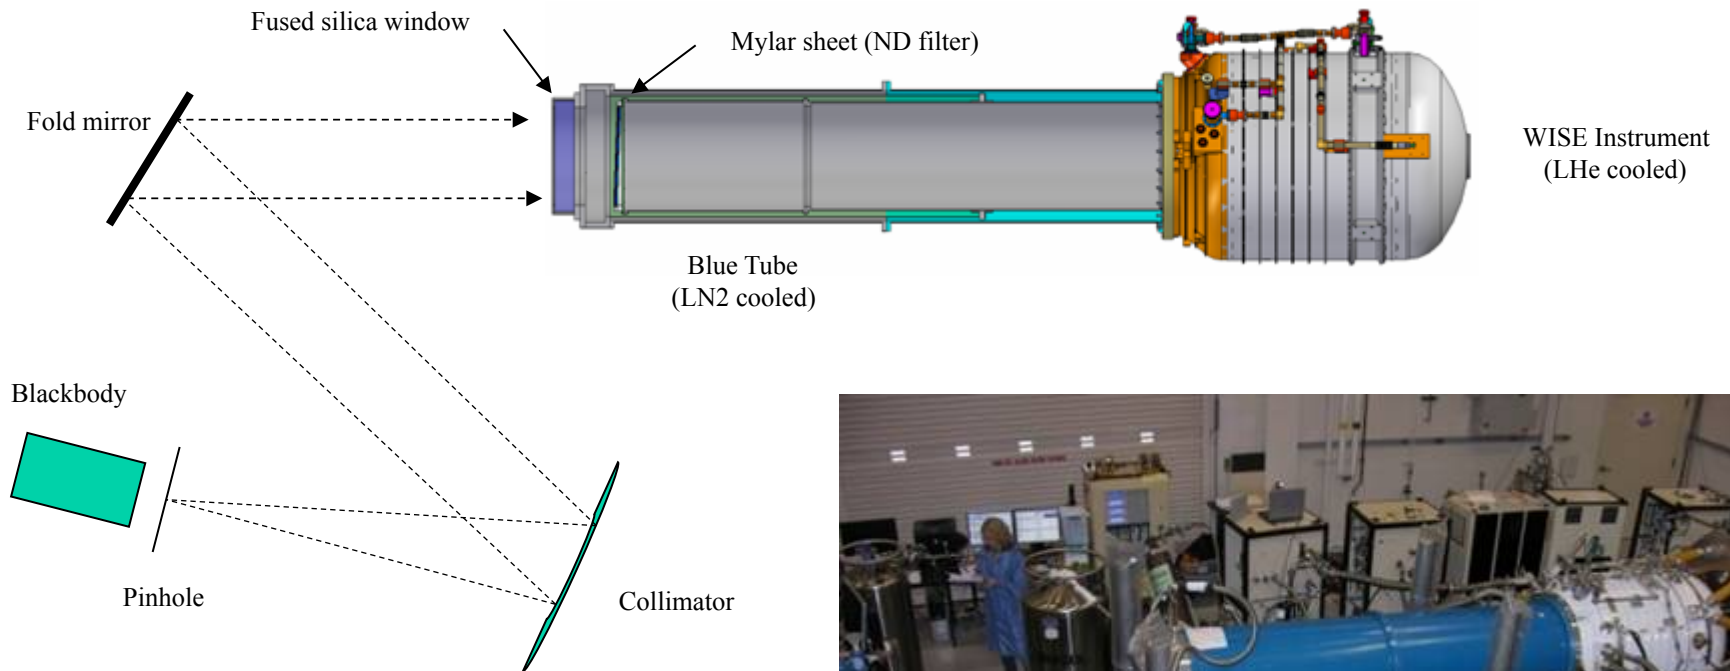 Fused silica window
Mylar sheet (ND filter)
Fold mirror
WISE Instrument
(LHe cooled)
Blue Tube
(LN2 cooled)
Blackbody
Pinhole
Collimator